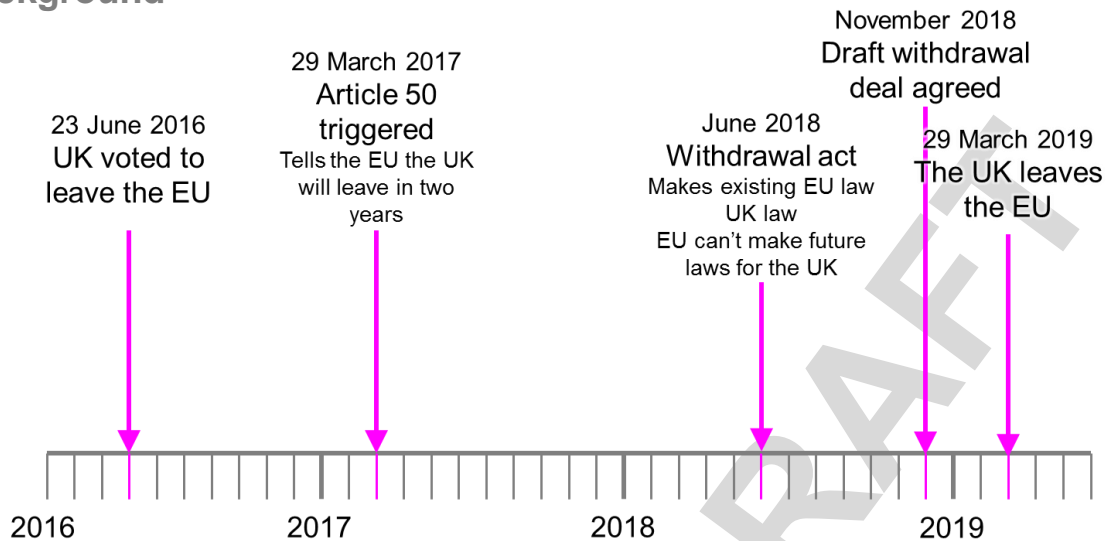 23 June 2016
UK voted to
leave the EU
29 March 2017
Article 50
triggered
Tells the EU the UK
will leave in two
years
June 2018
Withdrawal act
Makes existing EU law
UK law
EU can't make future
laws for the UK
November 2018
Draft withdrawal
deal agreed
29 March 2019
The UK leaves
the EU
2016
2017
2018
2019
DRAFT